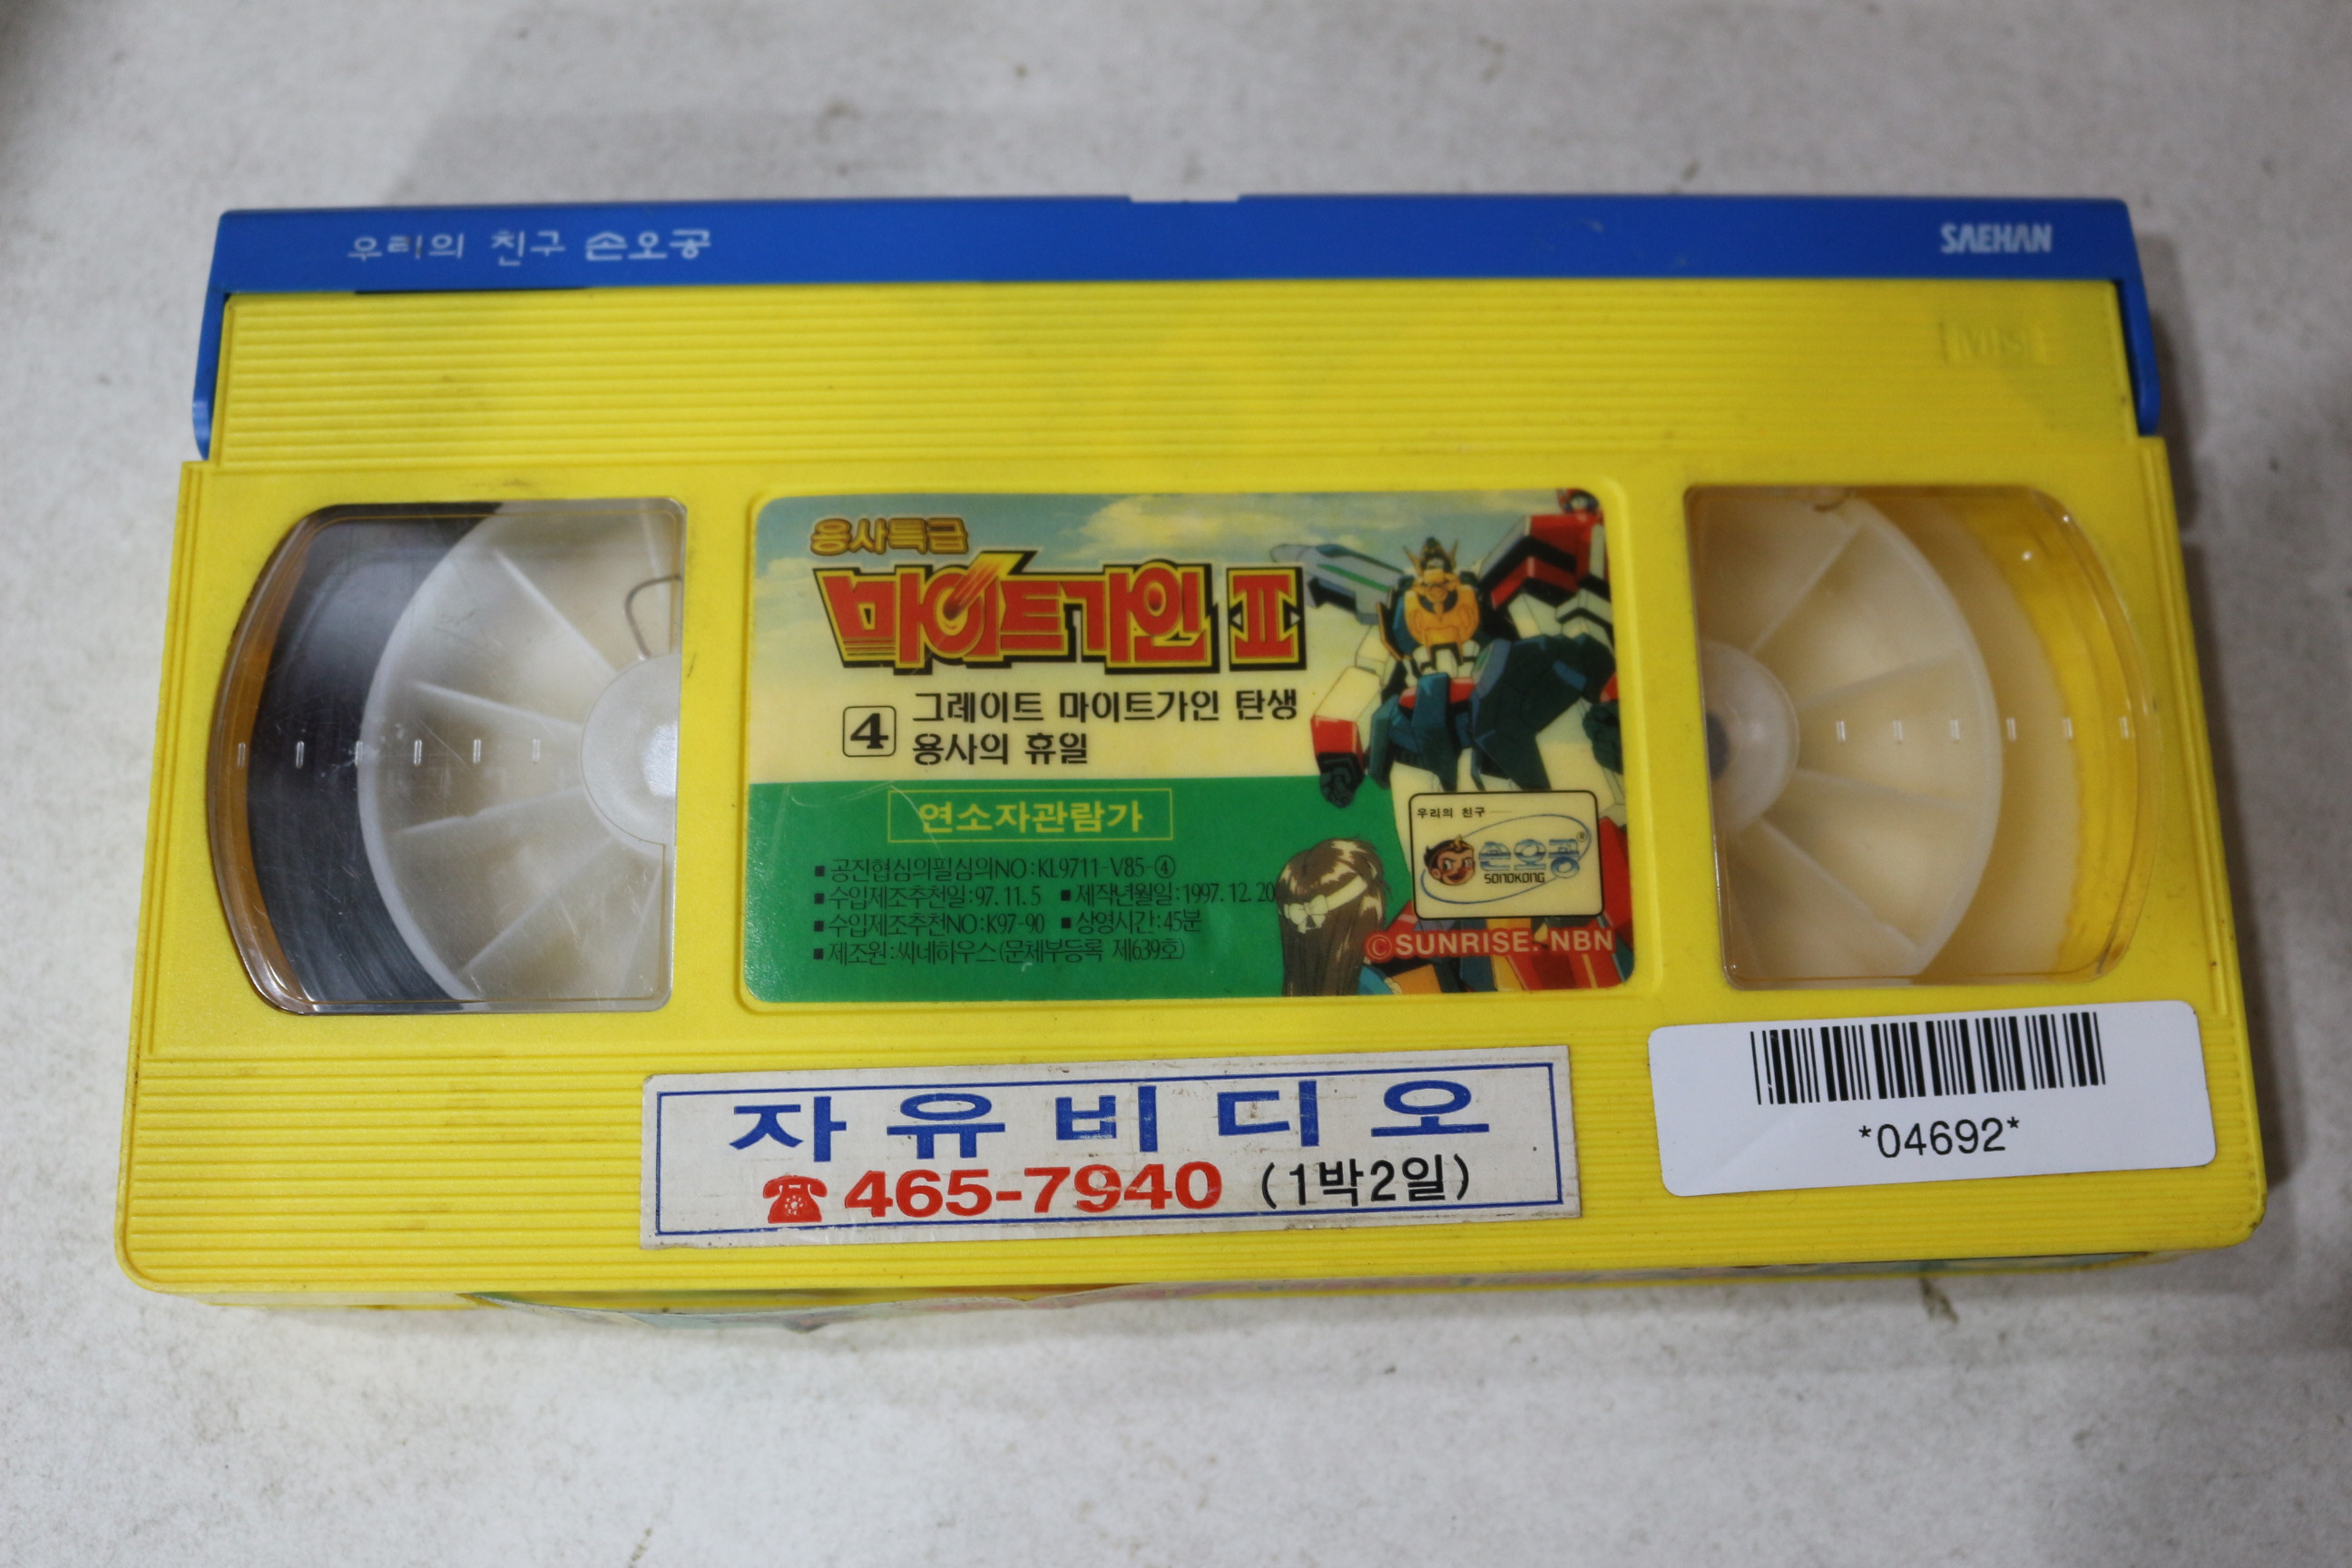 우리의 친구 손오공
SAEHAN
VHS
용사특급
마이트가인 II
4 그레이트 마이트가인 탄생
용사의 휴일
연소자관람가
■ 공진협심의필심의NO:KL9711-V85-④
■ 수입제조추천일:97.11.5 ■ 제작년월일:1997.12.20
■ 수입제조추천NO:K97-90 ■ 상영시간:45분
■ 제조원:씨네하우스(문체부등록 제639호)
우리의 친구
손오공®
SONOKONG
©SUNRISE. NBN
자유비디오
☎465-7940 (1박2일)
*04692*